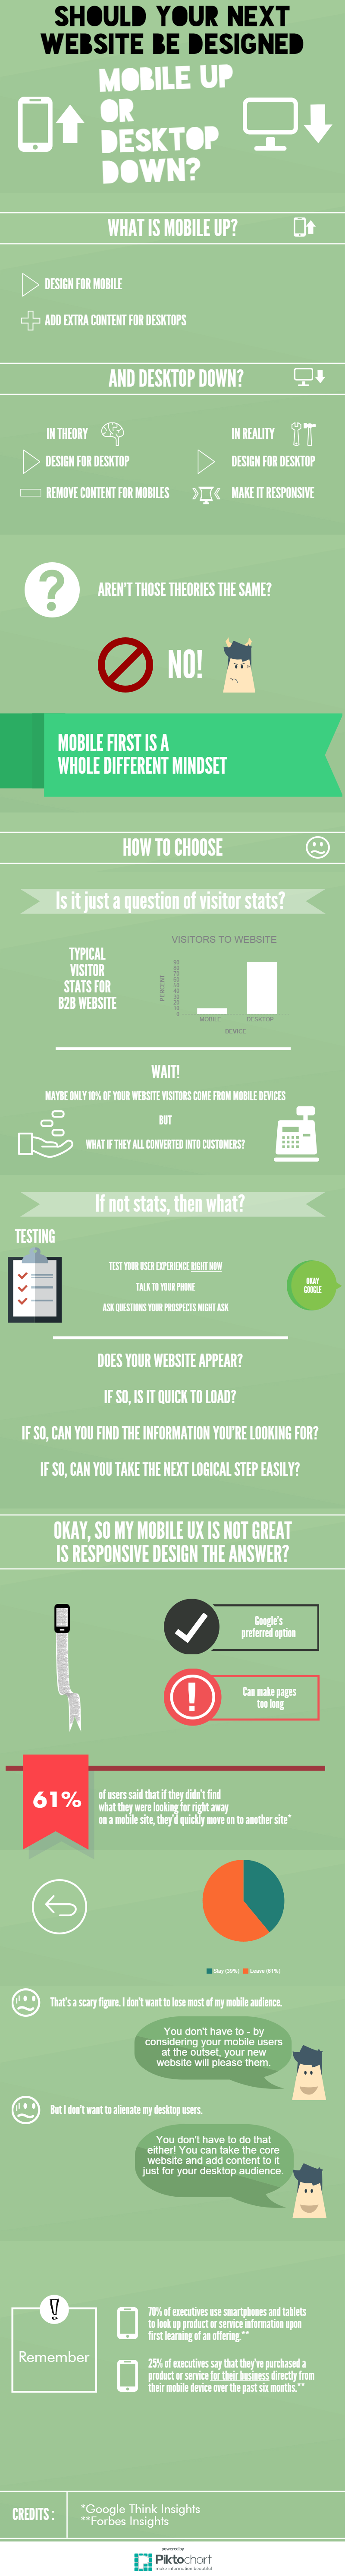 SHOULD YOUR NEXT
WEBSITE BE DESIGNED
MOBILE UP
OR
DESKTOP
DOWN?
WHAT IS MOBILE UP?
DESIGN FOR MOBILE
ADD EXTRA CONTENT FOR DESKTOPS
AND DESKTOP DOWN?
IN THEORY
DESIGN FOR DESKTOP
REMOVE CONTENT FOR MOBILES
IN REALITY
DESIGN FOR DESKTOP
MAKE IT RESPONSIVE
AREN'T THOSE THEORIES THE SAME?
NO!
MOBILE FIRST IS A
WHOLE DIFFERENT MINDSET
HOW TO CHOOSE
Is it just a question of visitor stats?
TYPICAL
VISITOR
STATS FOR
B2B WEBSITE
VISITORS TO WEBSITE
PERCENT
90
80
70
60
50
40
30
20
10
0
MOBILE
DESKTOP
DEVICE
WAIT!
MAYBE ONLY 10% OF YOUR WEBSITE VISITORS COME FROM MOBILE DEVICES
BUT
WHAT IF THEY ALL CONVERTED INTO CUSTOMERS?
If not stats, then what?
TESTING
TEST YOUR USER EXPERIENCE RIGHT NOW
TALK TO YOUR PHONE
ASK QUESTIONS YOUR PROSPECTS MIGHT ASK
OKAY
GOOGLE
DOES YOUR WEBSITE APPEAR?
IF SO, IS IT QUICK TO LOAD?
IF SO, CAN YOU FIND THE INFORMATION YOU'RE LOOKING FOR?
IF SO, CAN YOU TAKE THE NEXT LOGICAL STEP EASILY?
OKAY, SO MY MOBILE UX IS NOT GREAT
IS RESPONSIVE DESIGN THE ANSWER?
Google's
preferred option
Can make pages
too long
61%
of users said that if they didn't find
what they were looking for right away
on a mobile site, they'd quickly move on to another site*
Stay (39%)
Leave (61%)
That's a scary figure. I don't want to lose most of my mobile audience.
You don't have to - by
considering your mobile users
at the outset, your new
website will please them.
But I don't want to alienate my desktop users.
You don't have to do that
either! You can take the core
website and add content to it
just for your desktop audience.
Remember
70% of executives use smartphones and tablets
to look up product or service information upon
first learning of an offering.**
25% of executives say that they've purchased a
product or service for their business directly from
their mobile device over the past six months.**
CREDITS :
*Google Think Insights
**Forbes Insights
powered by
Piktochart
make information beautiful